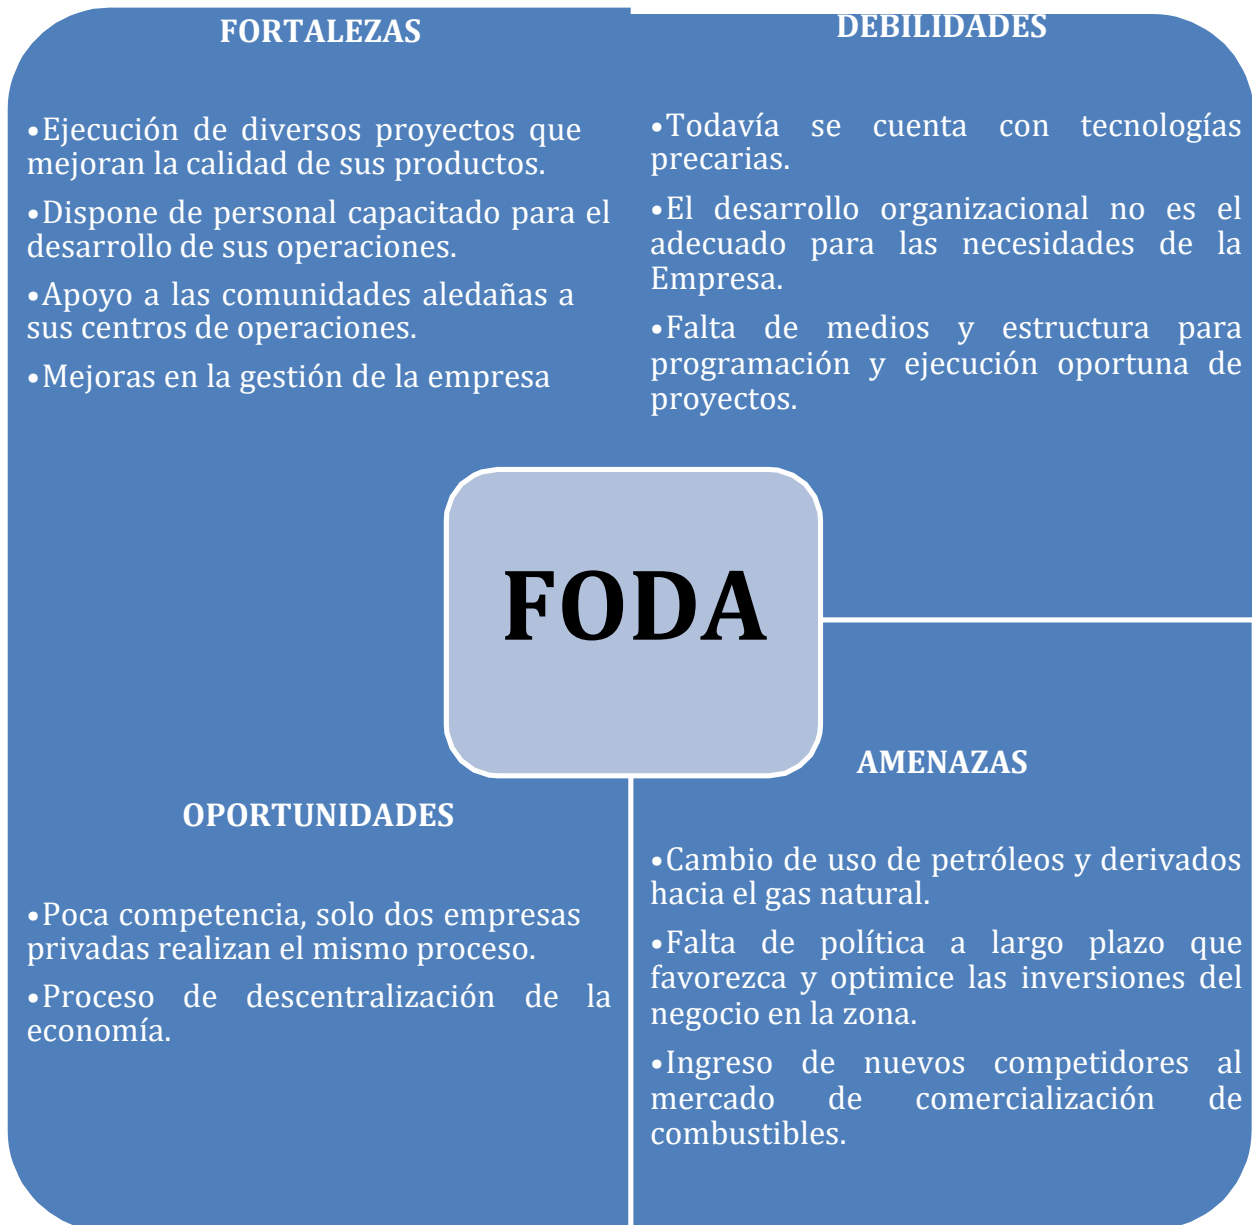 FORTALEZAS
•Ejecución de diversos proyectos que
mejoran la calidad de sus productos.
•Dispone de personal capacitado para el
desarrollo de sus operaciones.
•Apoyo a las comunidades aledañas a
sus centros de operaciones.
•Mejoras en la gestión de la empresa
DEBILIDADES
•Todavía se cuenta con tecnologías
precarias.
•El desarrollo organizacional no es el
adecuado para las necesidades de la
Empresa.
•Falta de medios y estructura para
programación y ejecución oportuna de
proyectos.
FODA
OPORTUNIDADES
•Poca competencia, solo dos empresas
privadas realizan el mismo proceso.
•Proceso de descentralización de la
economía.
AMENAZAS
•Cambio de uso de petróleos y derivados
hacia el gas natural.
•Falta de política a largo plazo que
favorezca y optimice las inversiones del
negocio en la zona.
•Ingreso de nuevos competidores al
mercado de comercialización de
combustibles.